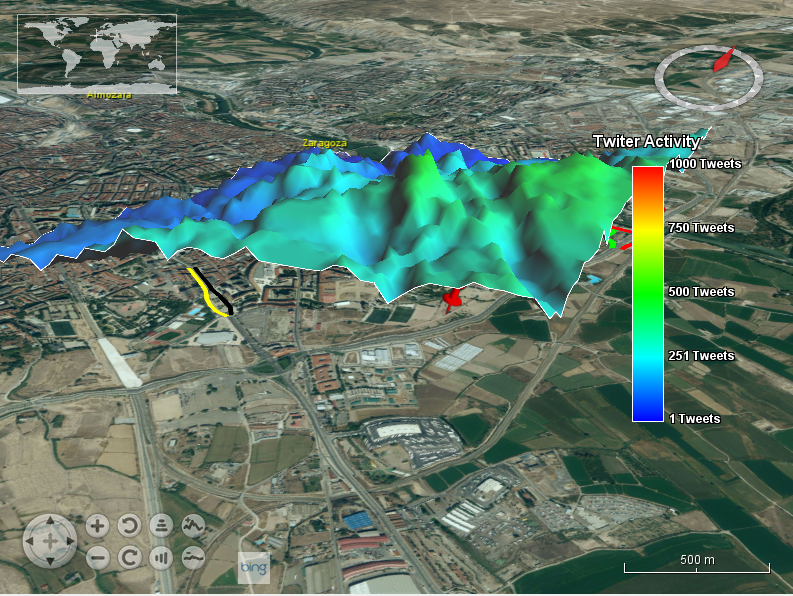 Almozara
Zaragoza
Twiter Activity
1000 Tweets
750 Tweets
500 Tweets
251 Tweets
1 Tweets
500 m
bing